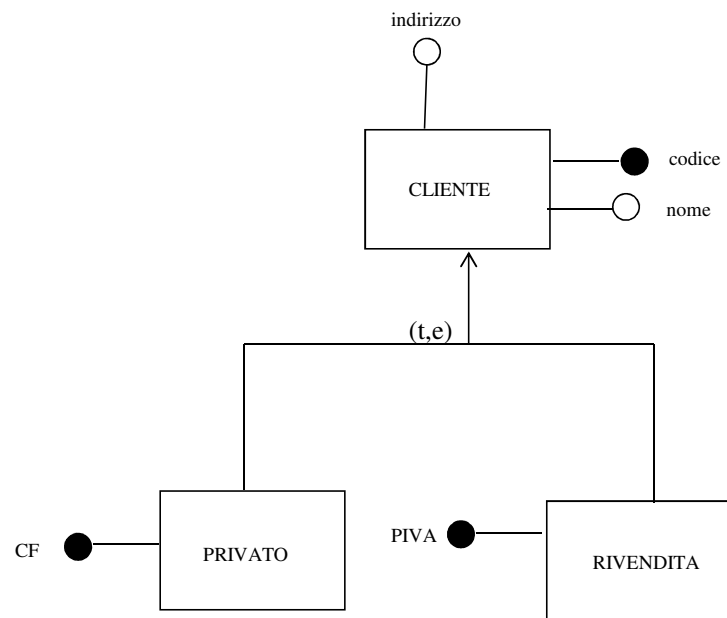 indirizzo
codice
CLIENTE
nome
(t,e)
PIVA
CF
PRIVATO
RIVENDITA